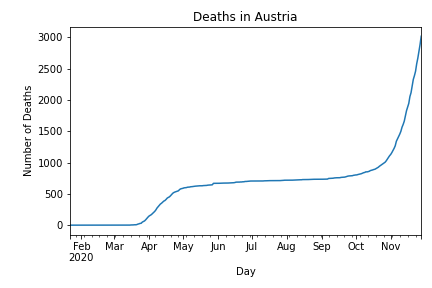 Deaths in Austria
Number of Deaths
3000
2500
2000
1500
1000
500
0
Feb Mar Apr May Jun Jul Aug Sep Oct Nov
2020
Day